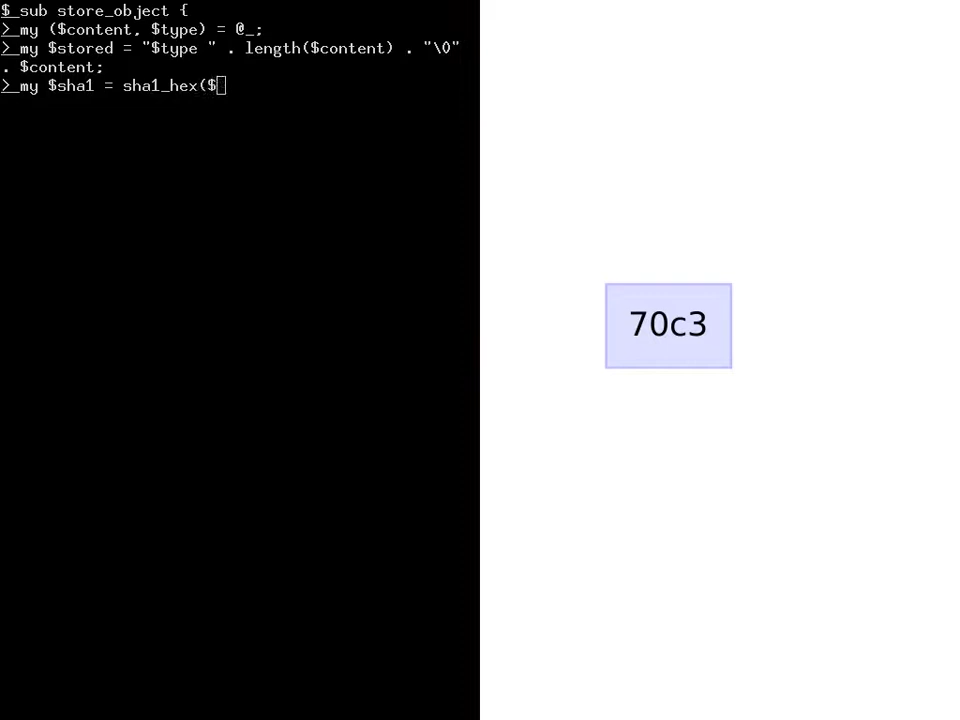 $ sub store_object {
> my ($content, $type) = @_;
> my $stored = "$type " . length($content) . "\0"
. $content;
> my $sha1 = sha1_hex($
70c3